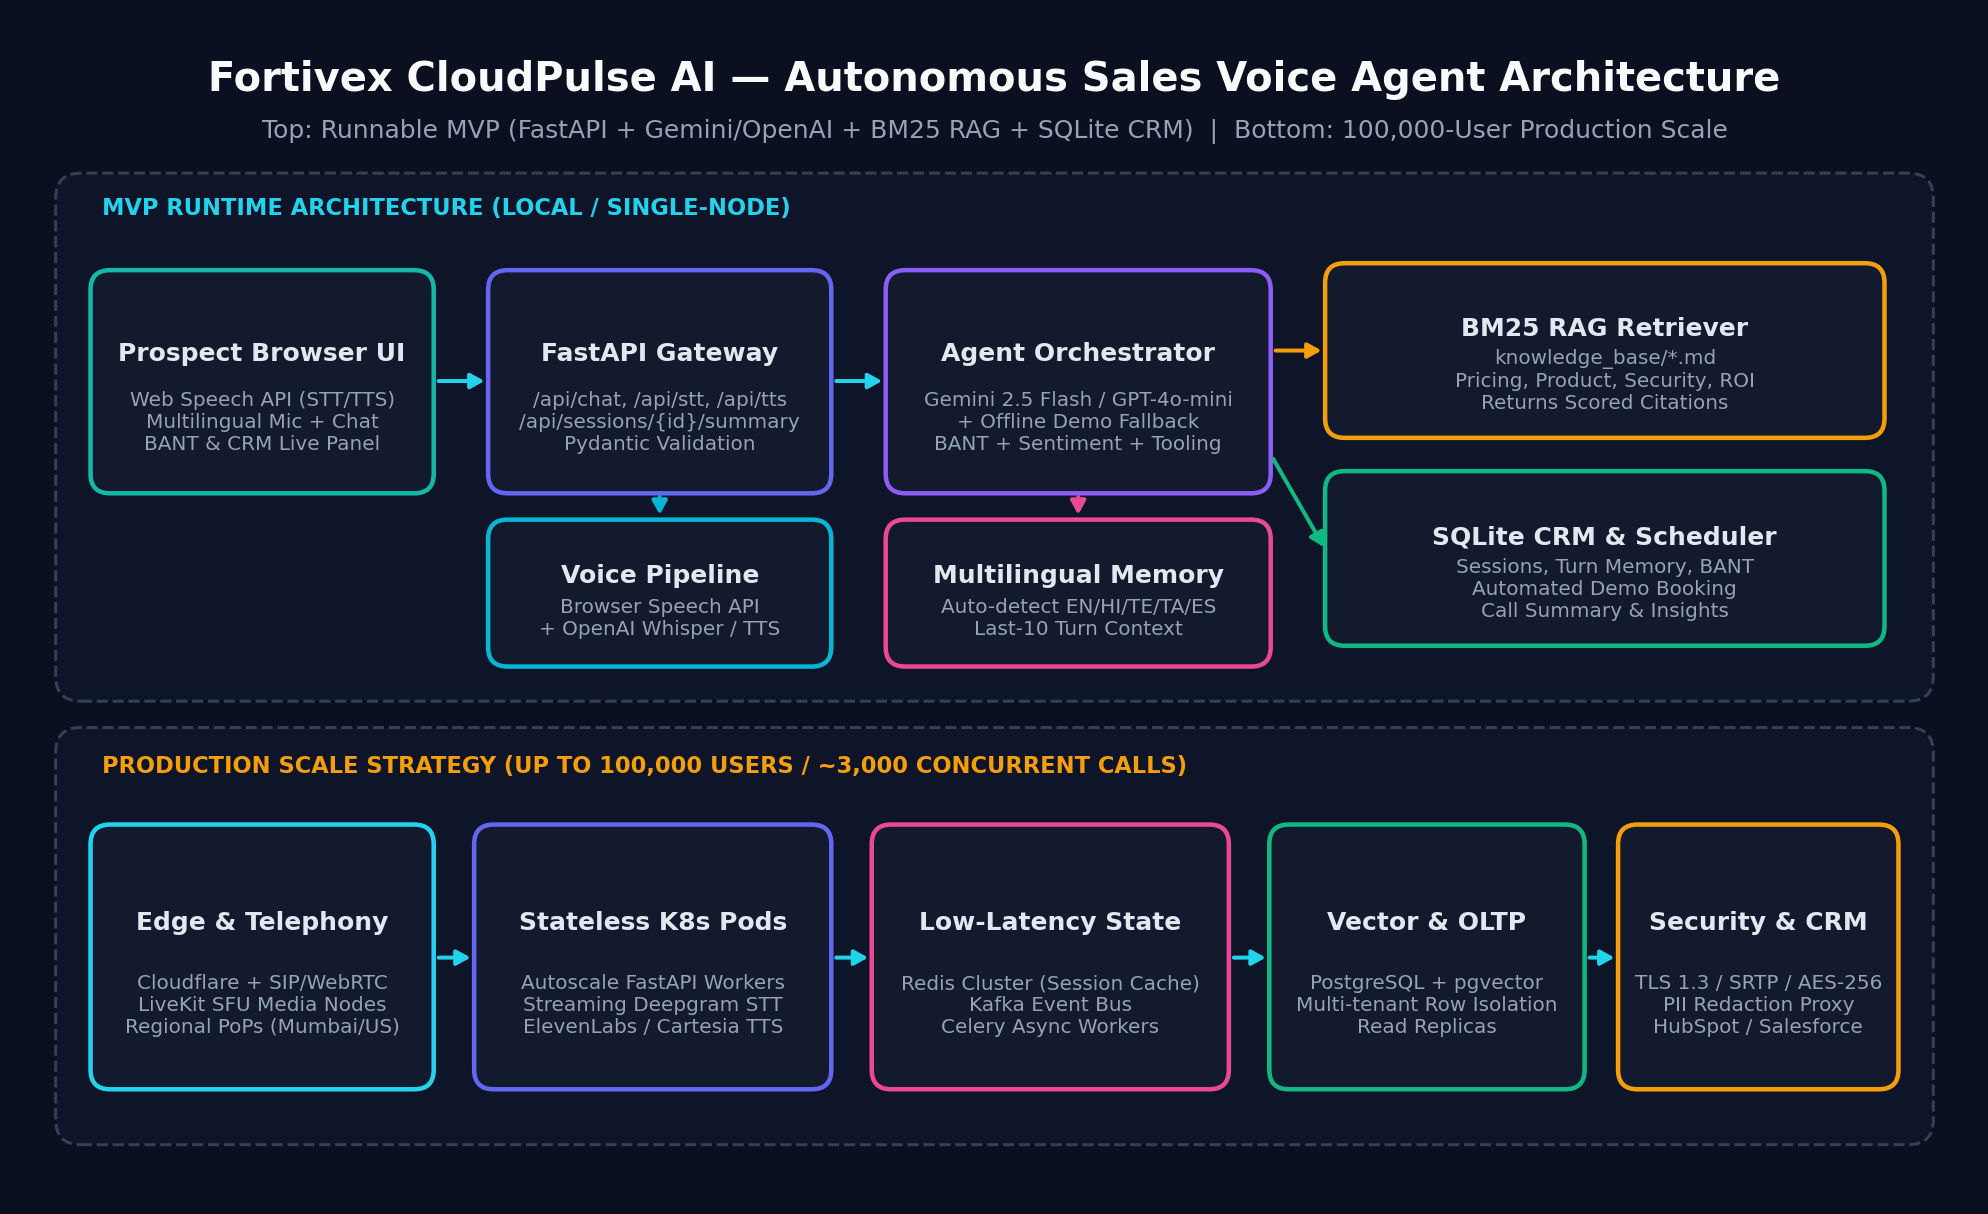 Fortivex CloudPulse AI — Autonomous Sales Voice Agent Architecture
Top: Runnable MVP (FastAPI + Gemini/OpenAI + BM25 RAG + SQLite CRM) | Bottom: 100,000-User Production Scale
MVP RUNTIME ARCHITECTURE (LOCAL / SINGLE-NODE)
Prospect Browser UI
Web Speech API (STT/TTS)
Multilingual Mic + Chat
BANT & CRM Live Panel
FastAPI Gateway
/api/chat, /api/stt, /api/tts
/api/sessions/{id}/summary
Pydantic Validation
Agent Orchestrator
Gemini 2.5 Flash / GPT-4o-mini
+ Offline Demo Fallback
BANT + Sentiment + Tooling
BM25 RAG Retriever
knowledge_base/*.md
Pricing, Product, Security, ROI
Returns Scored Citations
Voice Pipeline
Browser Speech API
+ OpenAI Whisper / TTS
Multilingual Memory
Auto-detect EN/HI/TE/TA/ES
Last-10 Turn Context
SQLite CRM & Scheduler
Sessions, Turn Memory, BANT
Automated Demo Booking
Call Summary & Insights
PRODUCTION SCALE STRATEGY (UP TO 100,000 USERS / ~3,000 CONCURRENT CALLS)
Edge & Telephony
Cloudflare + SIP/WebRTC
LiveKit SFU Media Nodes
Regional PoPs (Mumbai/US)
Stateless K8s Pods
Autoscale FastAPI Workers
Streaming Deepgram STT
ElevenLabs / Cartesia TTS
Low-Latency State
Redis Cluster (Session Cache)
Kafka Event Bus
Celery Async Workers
Vector & OLTP
PostgreSQL + pgvector
Multi-tenant Row Isolation
Read Replicas
Security & CRM
TLS 1.3 / SRTP / AES-256
PII Redaction Proxy
HubSpot / Salesforce